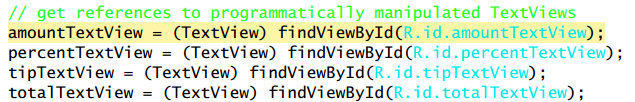 // get references to programmatically manipulated TextViews
amountTextView = (TextView) findViewById(R.id.amountTextView);
percentTextView = (TextView) findViewById(R.id.percentTextView);
tipTextView = (TextView) findViewById(R.id.tipTextView);
totalTextView = (TextView) findViewById(R.id.totalTextView);